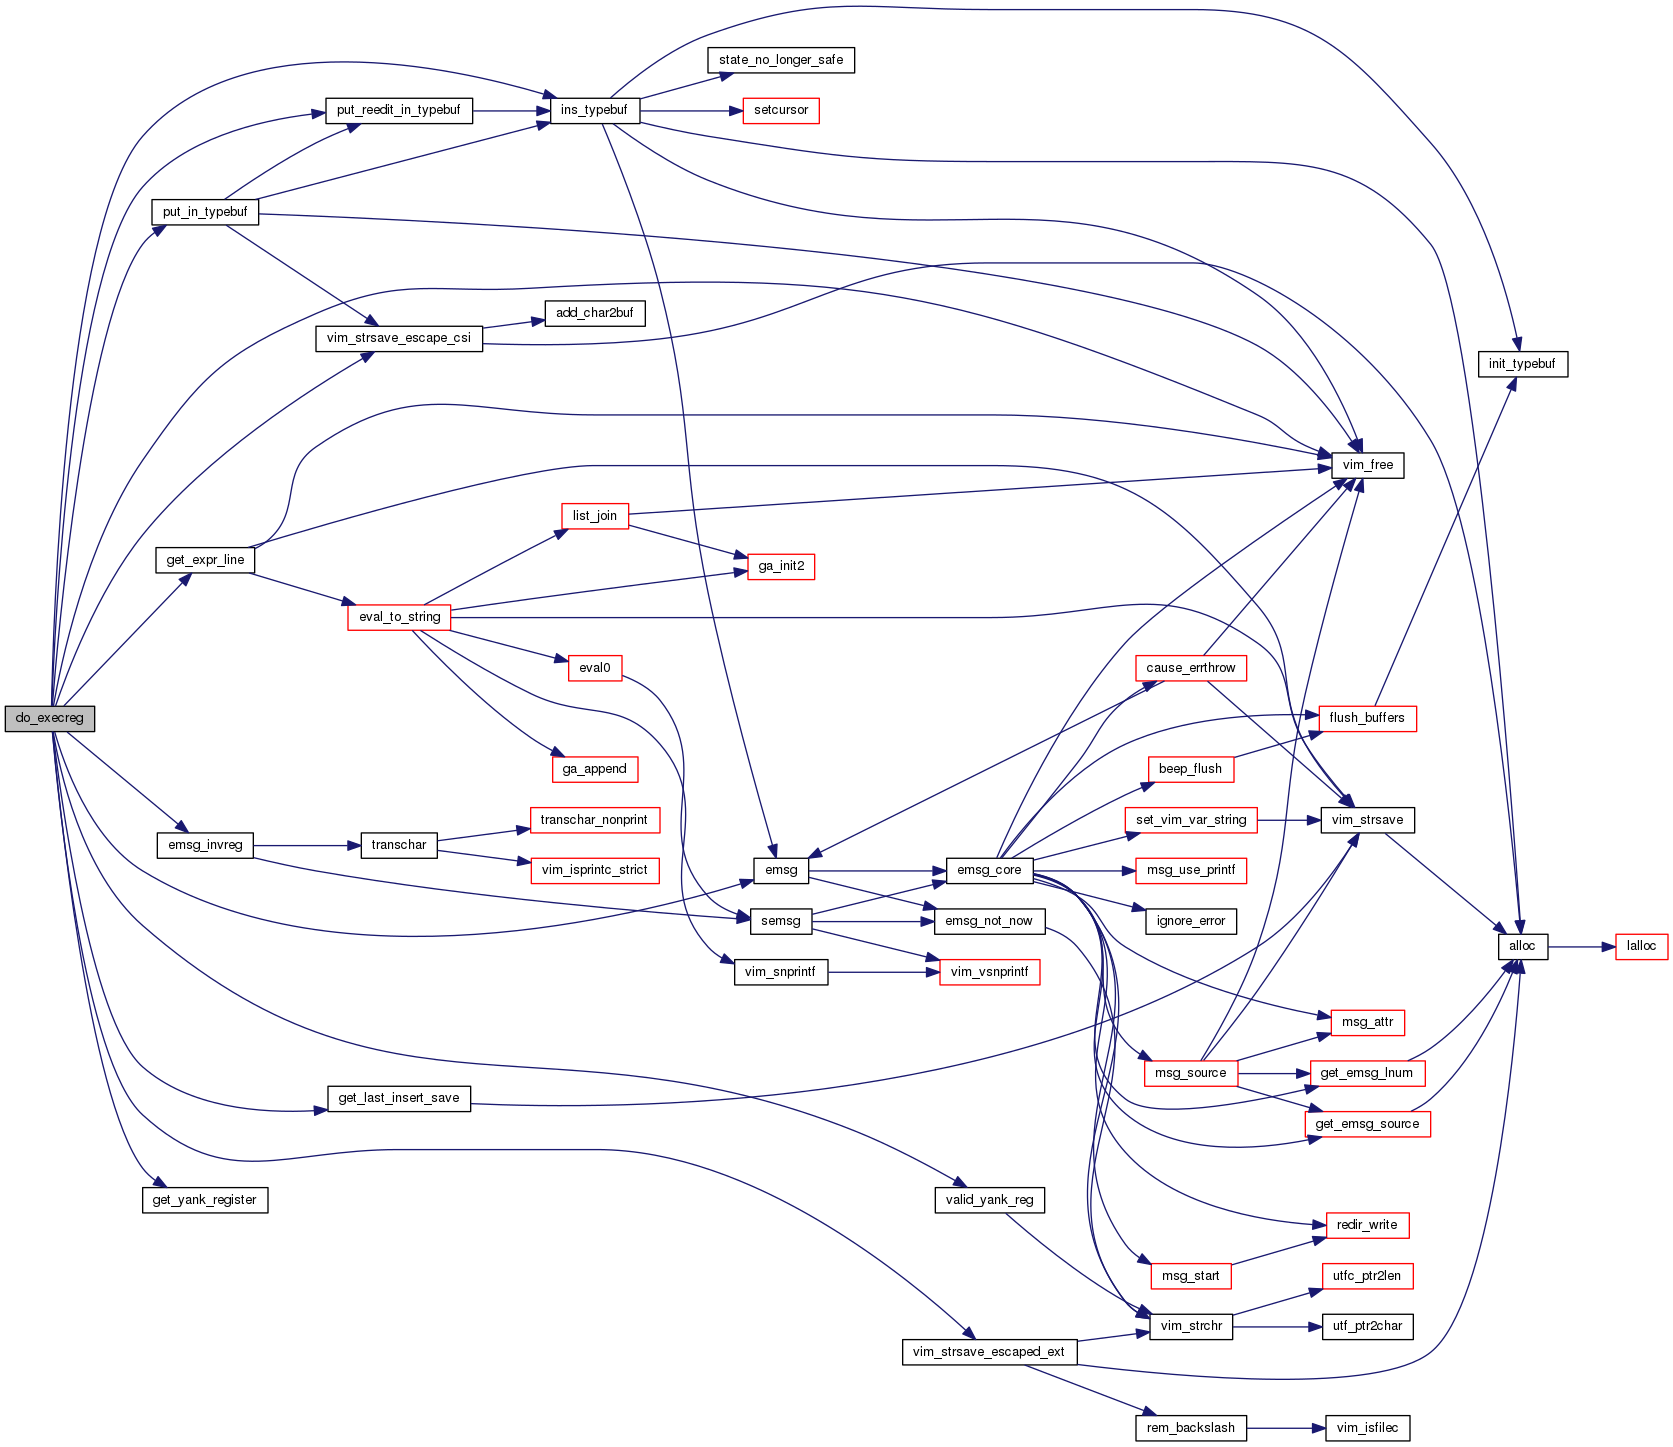 state_no_longer_safe
put_reedit_in_typebuf
ins_typebuf
setcursor
put_in_typebuf
add_char2buf
vim_strsave_escape_csi
init_typebuf
vim_free
list_join
get_expr_line
ga_init2
eval_to_string
eval0
cause_errthrow
do_execreg
flush_buffers
ga_append
beep_flush
transchar_nonprint
set_vim_var_string
vim_strsave
emsg_invreg
transchar
vim_isprintc_strict
emsg
emsg_core
msg_use_printf
semsg
emsg_not_now
ignore_error
alloc
lalloc
vim_snprintf
vim_vsnprintf
msg_attr
msg_source
get_emsg_lnum
get_last_insert_save
get_emsg_source
get_yank_register
valid_yank_reg
redir_write
msg_start
utfc_ptr2len
vim_strchr
utf_ptr2char
vim_strsave_escaped_ext
rem_backslash
vim_isfilec